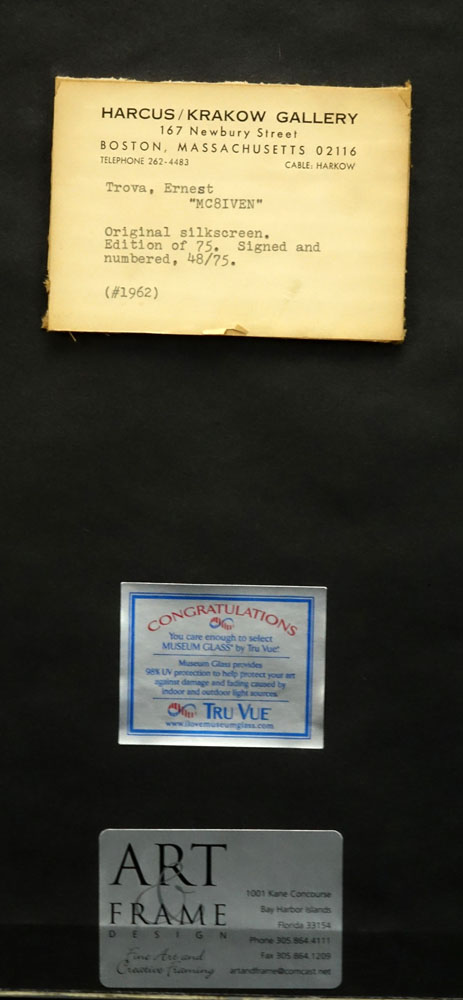 HARCUS/KRAKOW GALLERY
167 Newbury Street
BOSTON, MASSACHUSETTS 02116
TELEPHONE 262-4483 CABLE: HARKOW
Trova, Ernest
"MC8IVEN"
Original silkscreen.
Edition of 75. Signed and
numbered, 48/75.
(#1962)
CONGRATULATIONS
You care enough to select
MUSEUM GLASS® by Tru Vue®
Museum Glass provides
98% UV protection to help protect your art
against damage and fading caused by
indoor and outdoor light sources.
TRU VUE®
www.ilovemuseumglass.com
ART
&
FRAME
DESIGN
Fine Art and
Creative Framing
1001 Kane Concourse
Bay Harbor Islands
Florida 33154
Phone 305.864.4111
Fax 305.864.1209
artandframe@comcast.net